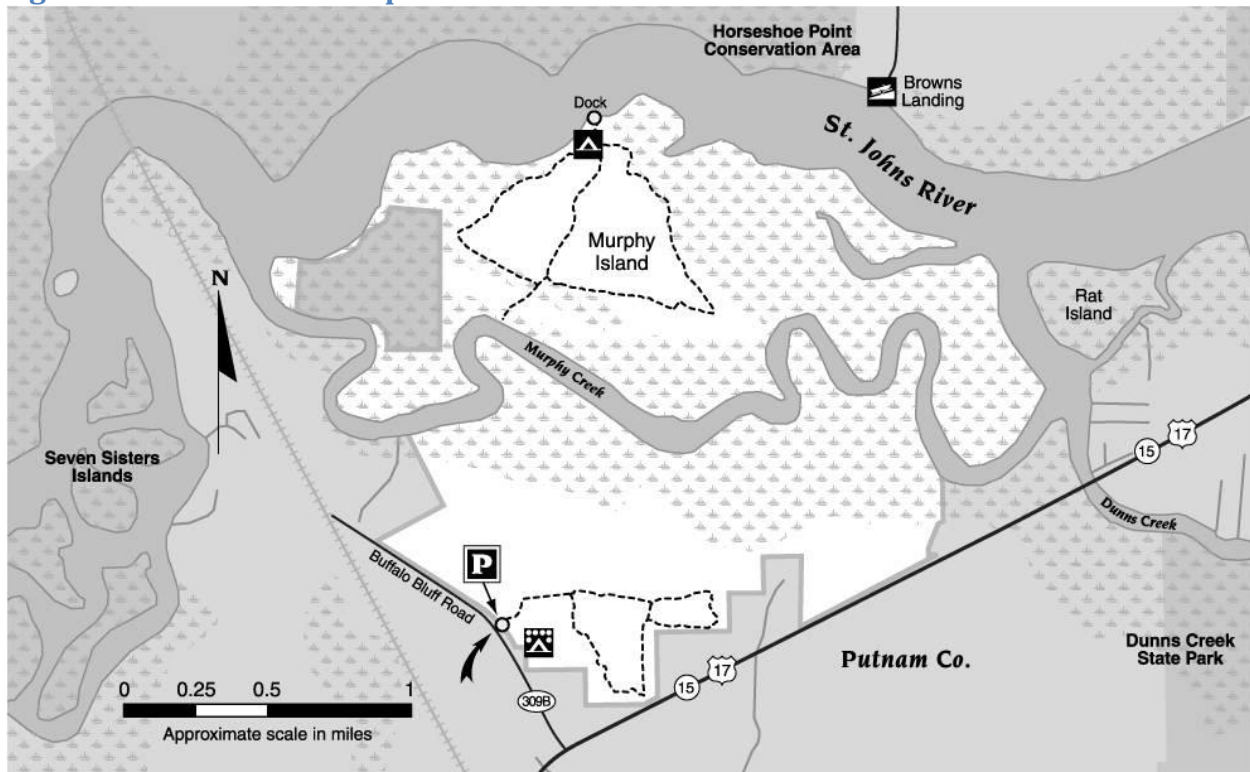 Horseshoe Point
Conservation Area
Browns
Landing
Dock
St. Johns River
Murphy
Island
N
Rat
Island
Murphy Creek
15
17
Seven Sisters
Islands
Dunns Creek
P
Buffalo Bluff Road
Putnam Co.
Dunns Creek
State Park
17
15
309B
0 0.25 0.5 1
Approximate scale in miles